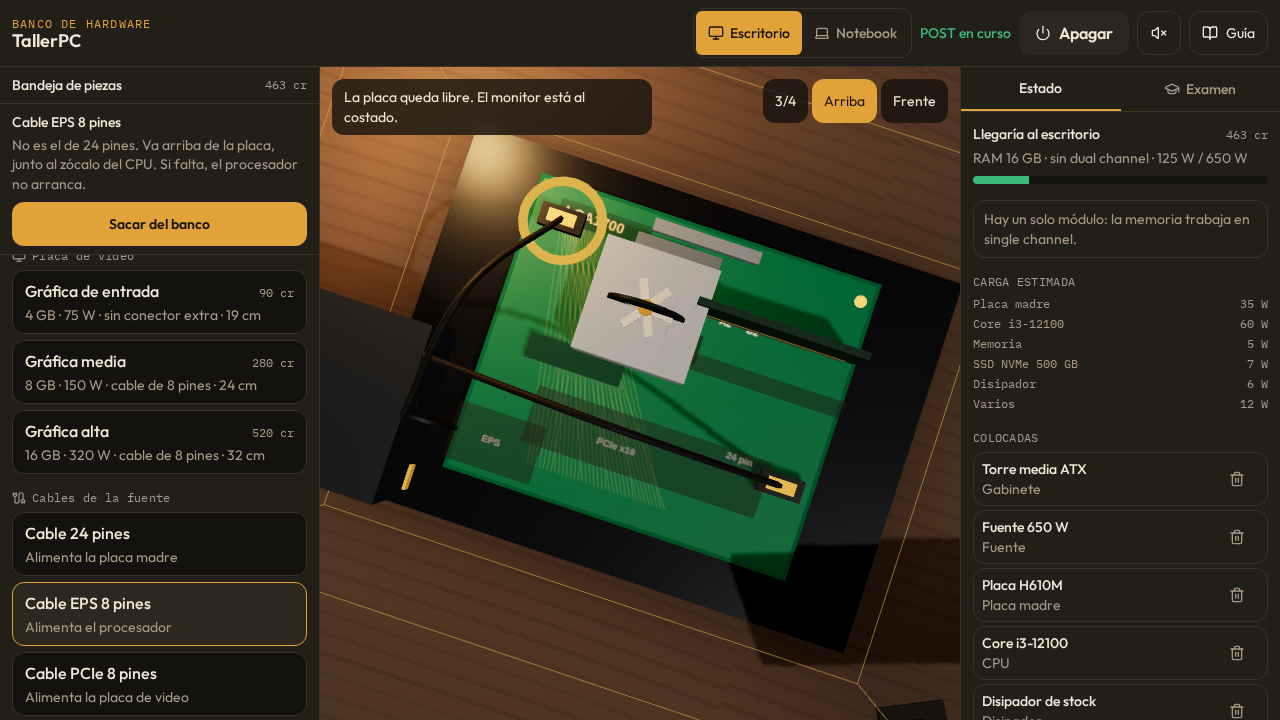 BANCO DE HARDWARE
TallerPC
Escritorio
Notebook
POST en curso
Apagar
Guía
Bandeja de piezas
463 cr
Cable EPS 8 pines
No es el de 24 pines. Va arriba de la placa,
junto al zócalo del CPU. Si falta, el procesador
no arranca.
Sacar del banco
Placa de video
Gráfica de entrada
90 cr
4 GB · 75 W · sin conector extra · 19 cm
Gráfica media
280 cr
8 GB · 150 W · cable de 8 pines · 24 cm
Gráfica alta
520 cr
16 GB · 320 W · cable de 8 pines · 32 cm
Cables de la fuente
Cable 24 pines
Alimenta la placa madre
Cable EPS 8 pines
Alimenta el procesador
Cable PCIe 8 pines
Alimenta la placa de video
La placa queda libre. El monitor está al
costado.
3/4
Arriba
Frente
EPS
PCIe x16
24 pin
Estado
Examen
Llegaría al escritorio
463 cr
RAM 16 GB · sin dual channel · 125 W / 650 W
Hay un solo módulo: la memoria trabaja en
single channel.
CARGA ESTIMADA
Placa madre
35 W
Core i3-12100
60 W
Memoria
5 W
SSD NVMe 500 GB
7 W
Disipador
6 W
Varios
12 W
COLOCADAS
Torre media ATX
Gabinete
Fuente 650 W
Fuente
Placa H610M
Placa madre
Core i3-12100
CPU
Disipador de stock
Disipador